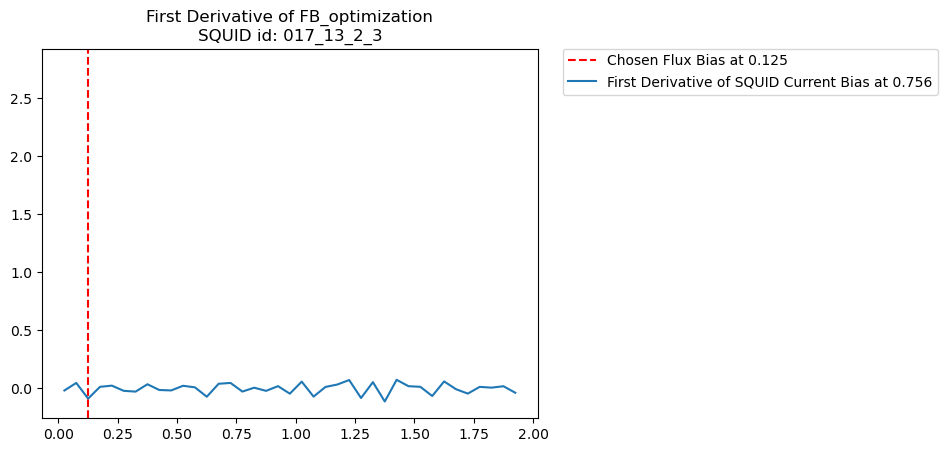 First Derivative of FB_optimization
SQUID id: 017_13_2_3
Chosen Flux Bias at 0.125
First Derivative of SQUID Current Bias at 0.756
2.5
2.0
1.5
1.0
0.5
0.0
0.00 0.25 0.50 0.75 1.00 1.25 1.50 1.75 2.00